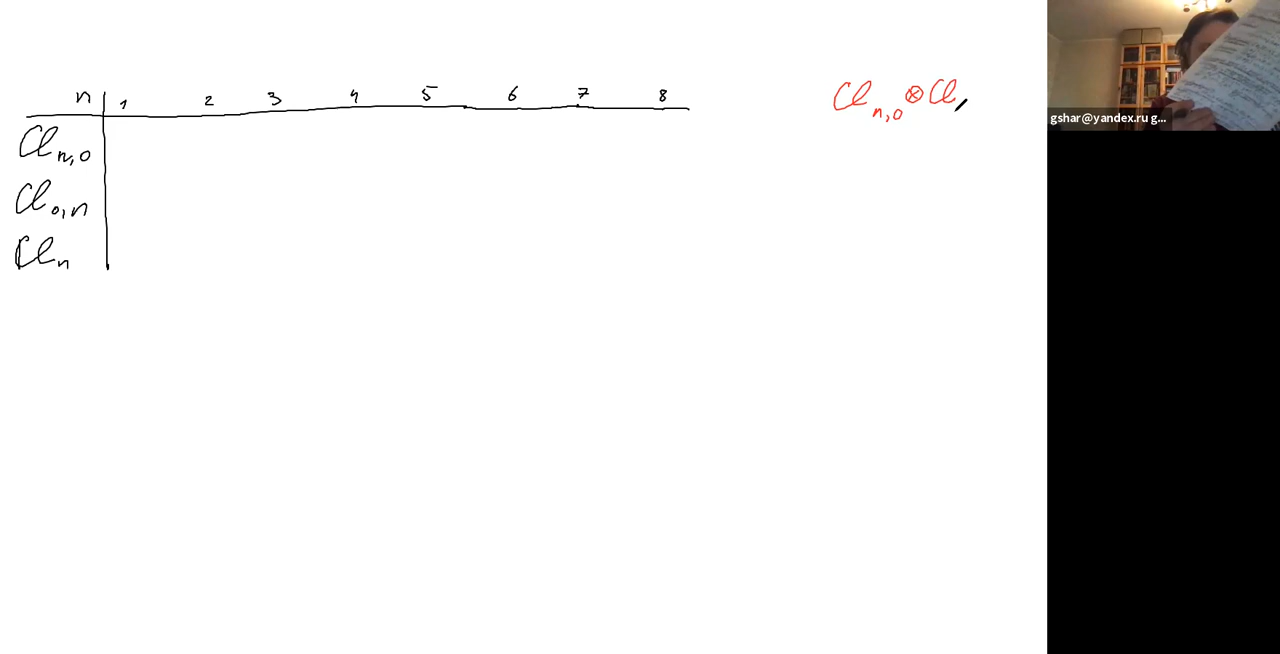 n 1 2 3 4 5 6 7 8
Cl_{n,0}
Cl_{0,n}
ℂl_n
Cl_{n,0} ⊗ Cl
gshar@yandex.ru g...